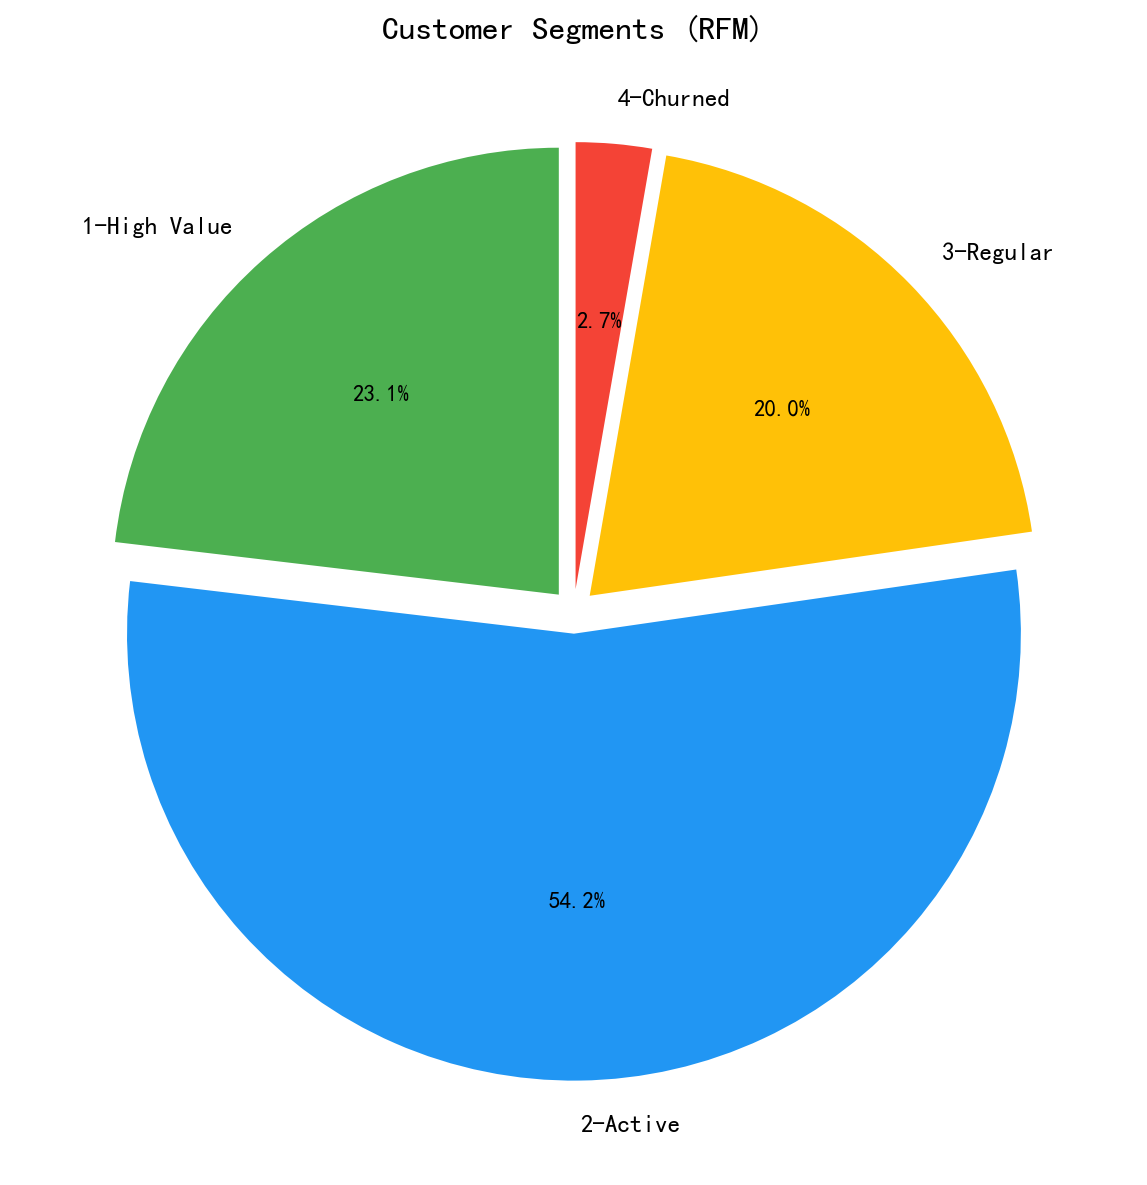 Customer Segments (RFM)
4-Churned
1-High Value
3-Regular
2.7%
23.1%
20.0%
54.2%
2-Active